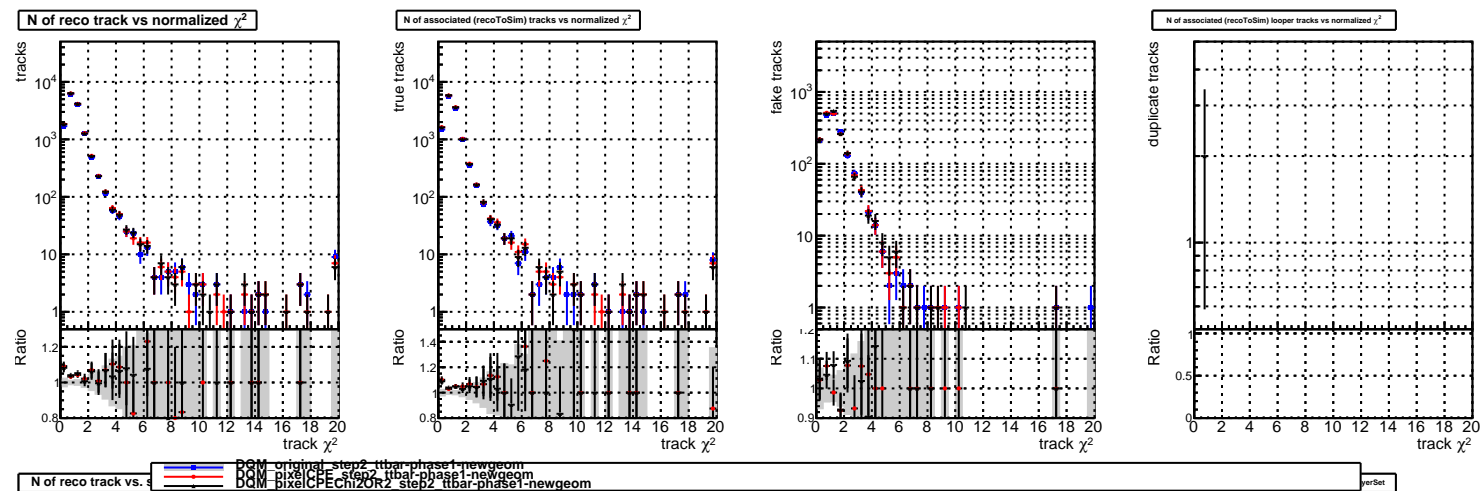 N of reco track vs normalized χ²
N of associated (recoToSim) tracks vs normalized χ²
N of associated (recoToSim) looper tracks vs normalized χ²
tracks
10⁴
10³
10²
10
1
Ratio
1.2
1
0.8
0 2 4 6 8 10 12 14 16 18 20
track χ²
true tracks
10⁴
10³
10²
10
1
Ratio
1.4
1.2
1
0.8
0 2 4 6 8 10 12 14 16 18 20
track χ²
fake tracks
10³
10²
10
1
Ratio
1.2
1.1
1
0.9
0 2 4 6 8 10 12 14 16 18 20
track χ²
duplicate tracks
1
Ratio
1
0.5
0
0 2 4 6 8 10 12 14 16 18 20
track χ²
DQM_original_step2_ttbar-phase1-newgeom
DQM_pixelCPE_step2_ttbar-phase1-newgeom
DQM_pixelCPEChi2OR2_step2_ttbar-phase1-newgeom
N of reco track vs. s
yerSet